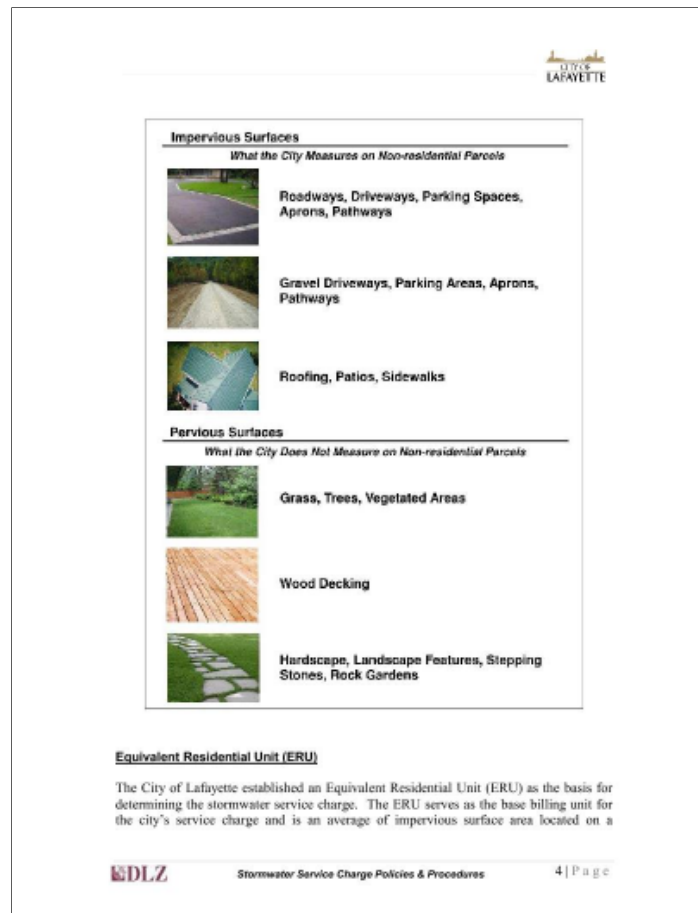 CITY OF
LAFAYETTE
Impervious Surfaces
What the City Measures on Non-residential Parcels
Roadways, Driveways, Parking Spaces,
Aprons, Pathways
Gravel Driveways, Parking Areas, Aprons,
Pathways
Roofing, Patios, Sidewalks
Pervious Surfaces
What the City Does Not Measure on Non-residential Parcels
Grass, Trees, Vegetated Areas
Wood Decking
Hardscape, Landscape Features, Stepping
Stones, Rock Gardens
Equivalent Residential Unit (ERU)
The City of Lafayette established an Equivalent Residential Unit (ERU) as the basis for
determining the stormwater service charge. The ERU serves as the base billing unit for
the city's service charge and is an average of impervious surface area located on a
DLZ Stormwater Service Charge Policies & Procedures 4 | Page